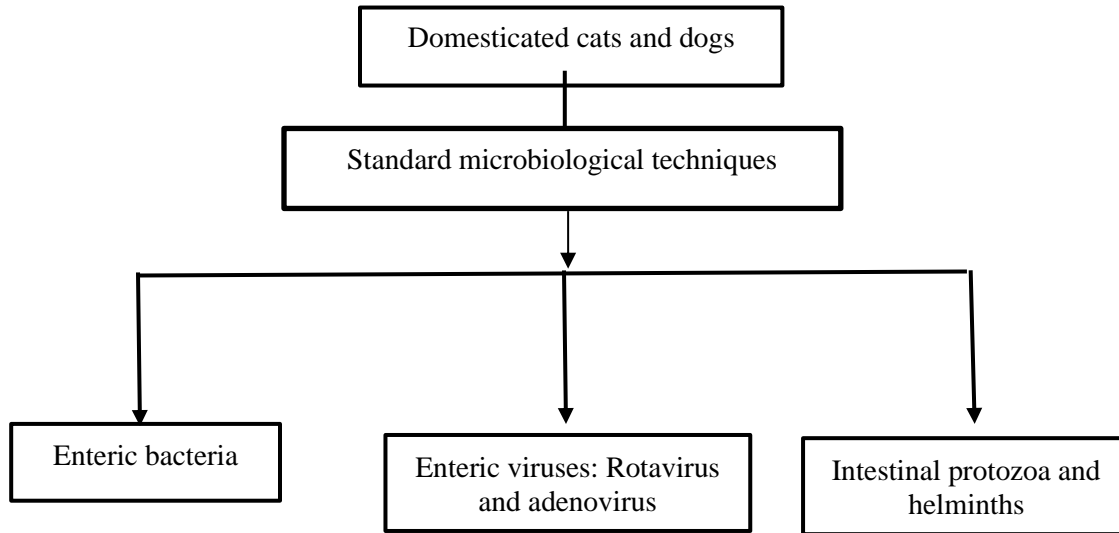 Domesticated cats and dogs
Standard microbiological techniques
Enteric bacteria
Enteric viruses: Rotavirus
and adenovirus
Intestinal protozoa and
helminths